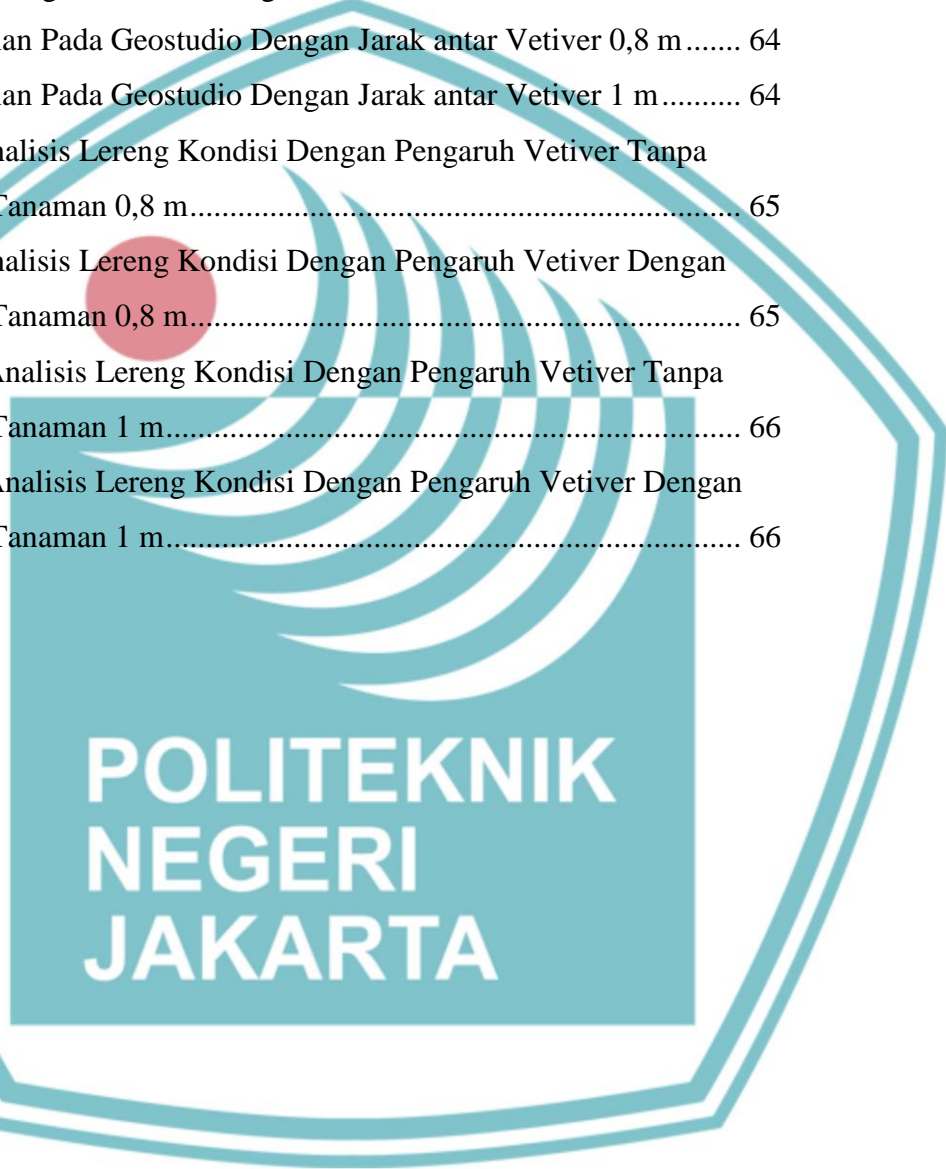 an Pada Geostudio Dengan Jarak antar Vetiver 0,8 m....... 64
an Pada Geostudio Dengan Jarak antar Vetiver 1 m.......... 64
nalisis Lereng Kondisi Dengan Pengaruh Vetiver Tanpa
Tanaman 0,8 m..................................................................... 65
nalisis Lereng Kondisi Dengan Pengaruh Vetiver Dengan
Tanaman 0,8 m..................................................................... 65
Analisis Lereng Kondisi Dengan Pengaruh Vetiver Tanpa
Tanaman 1 m........................................................................ 66
Analisis Lereng Kondisi Dengan Pengaruh Vetiver Dengan
Tanaman 1 m........................................................................ 66
POLITEKNIK
NEGERI
JAKARTA